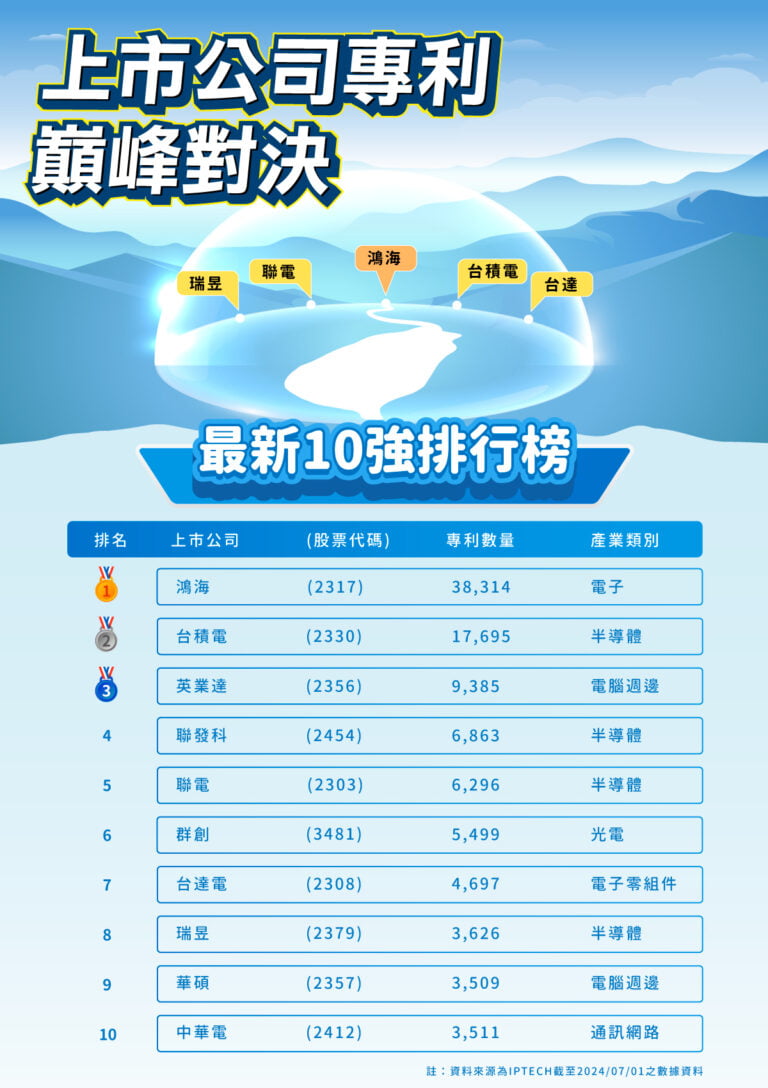 上市公司專利
巔峰對決
鴻海
瑞昱 聯電 台積電 台達
最新10強排行榜
排名 上市公司 (股票代碼) 專利數量 產業類別
1 鴻海 (2317) 38,314 電子
2 台積電 (2330) 17,695 半導體
3 英業達 (2356) 9,385 電腦週邊
4 聯發科 (2454) 6,863 半導體
5 聯電 (2303) 6,296 半導體
6 群創 (3481) 5,499 光電
7 台達電 (2308) 4,697 電子零組件
8 瑞昱 (2379) 3,626 半導體
9 華碩 (2357) 3,509 電腦週邊
10 中華電 (2412) 3,511 通訊網路
註：資料來源為IPTECH截至2024/07/01之數據資料